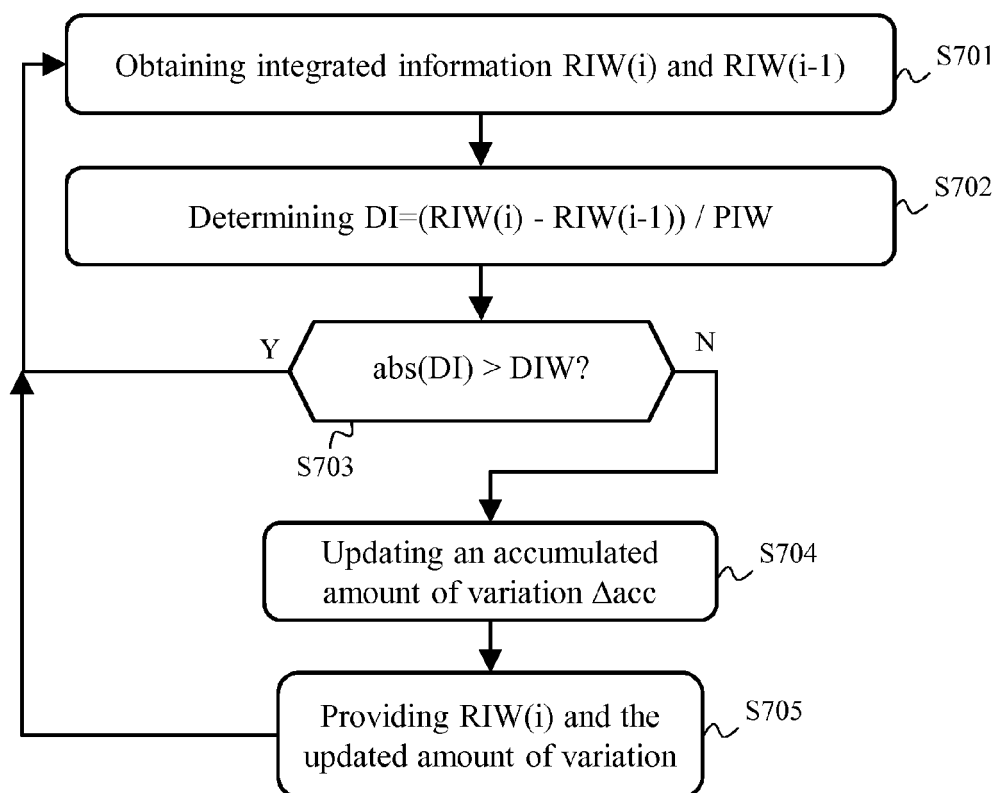 Obtaining integrated information RIW(i) and RIW(i-1)
S701
Determining DI=(RIW(i) - RIW(i-1)) / PIW
S702
Y
abs(DI) > DIW?
N
S703
Updating an accumulated
amount of variation Δacc
S704
Providing RIW(i) and the
updated amount of variation
S705